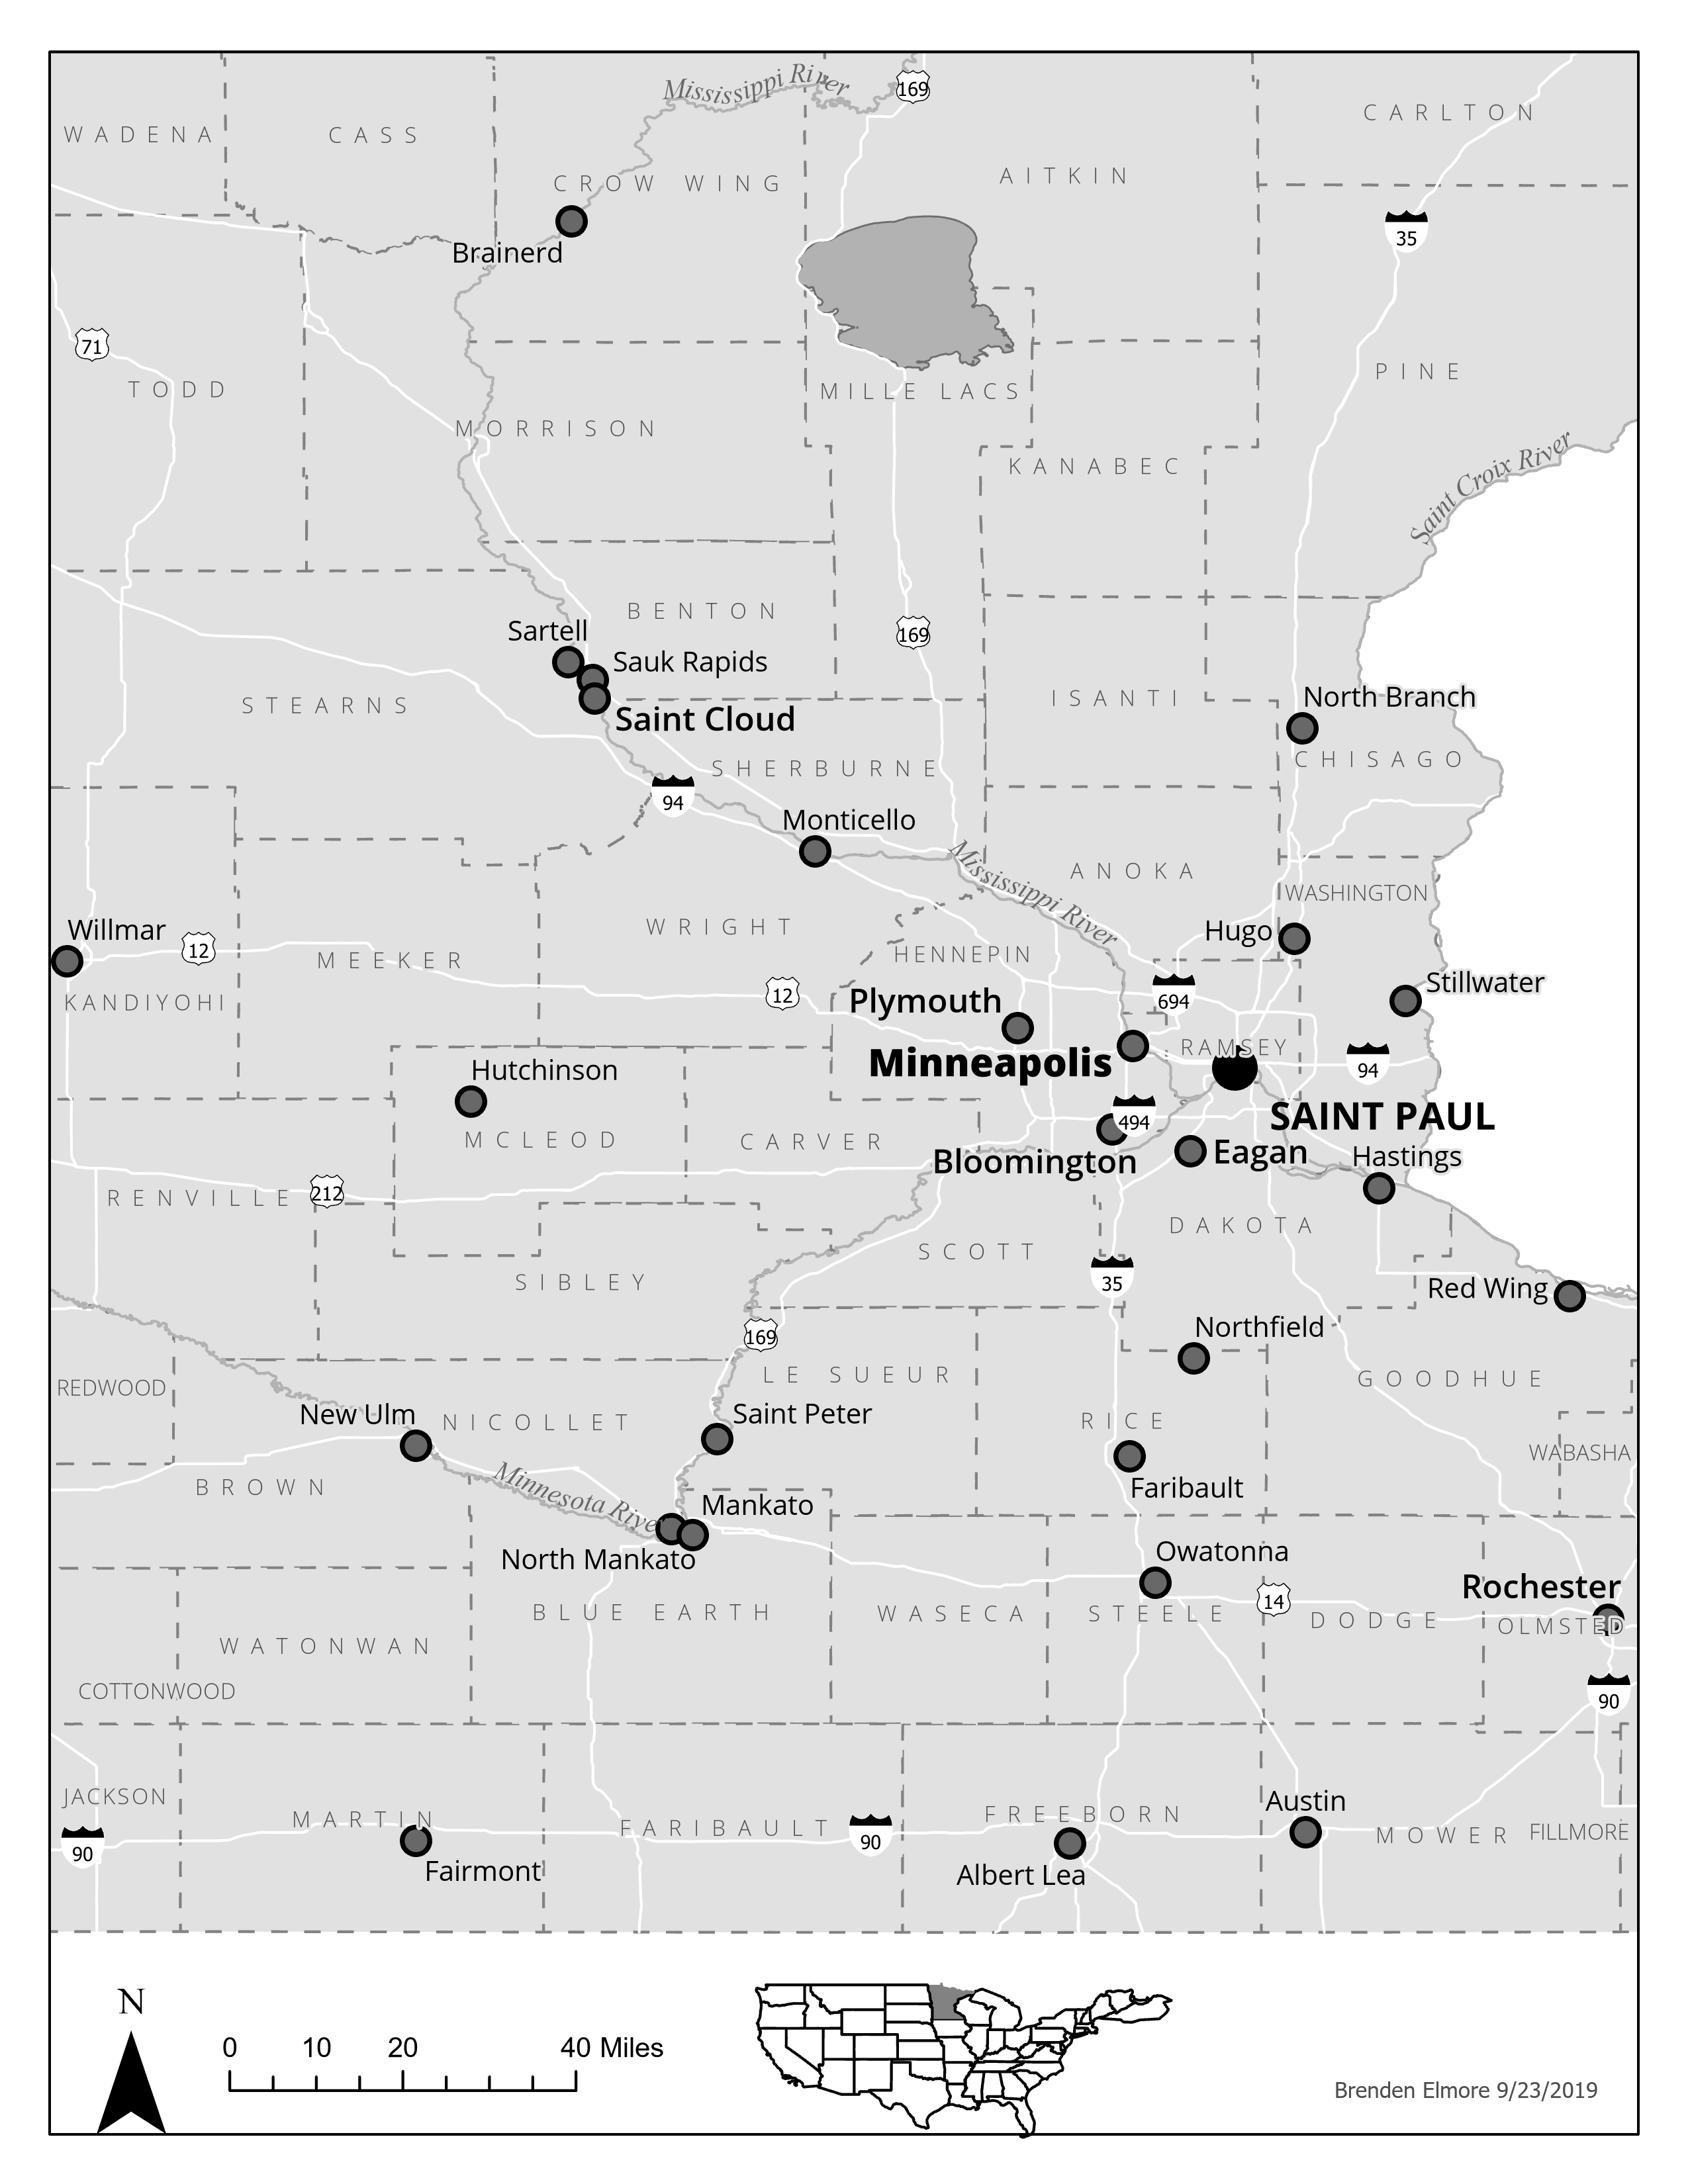 Mississippi River
169
CARLTON
WADENA
CASS
AITKIN
CROW WING
35
Brainerd
71
PINE
TODD
MILLE LACS
MORRISON
KANABEC
Saint Croix River
BENTON
Sartell
169
Sauk Rapids
North Branch
ISANTI
STEARNS
Saint Cloud
CHISAGO
SHERBURNE
94
Monticello
Mississippi River
ANOKA
WASHINGTON
Willmar
WRIGHT
Hugo
12
HENNEPIN
MEEKER
Stillwater
12
694
KANDIYOHI
Plymouth
RAMSEY
Minneapolis
94
Hutchinson
SAINT PAUL
494
MCLEOD
CARVER
Eagan
Hastings
Bloomington
RENVILLE
212
DAKOTA
SCOTT
SIBLEY
35
Red Wing
Northfield
169
LE SUEUR
GOODHUE
REDWOOD
New Ulm
NICOLLET
Saint Peter
RICE
WABASHA
BROWN
Minnesota River
Faribault
Mankato
North Mankato
Owatonna
Rochester
14
BLUE EARTH
WASECA
STEELE
DODGE
OLMSTED
WATONWAN
COTTONWOOD
90
JACKSON
Austin
MARTIN
FREEBORN
FARIBAULT
90
MOWER
FILLMORE
90
Fairmont
Albert Lea
N
0 10 20 40 Miles
Brenden Elmore 9/23/2019